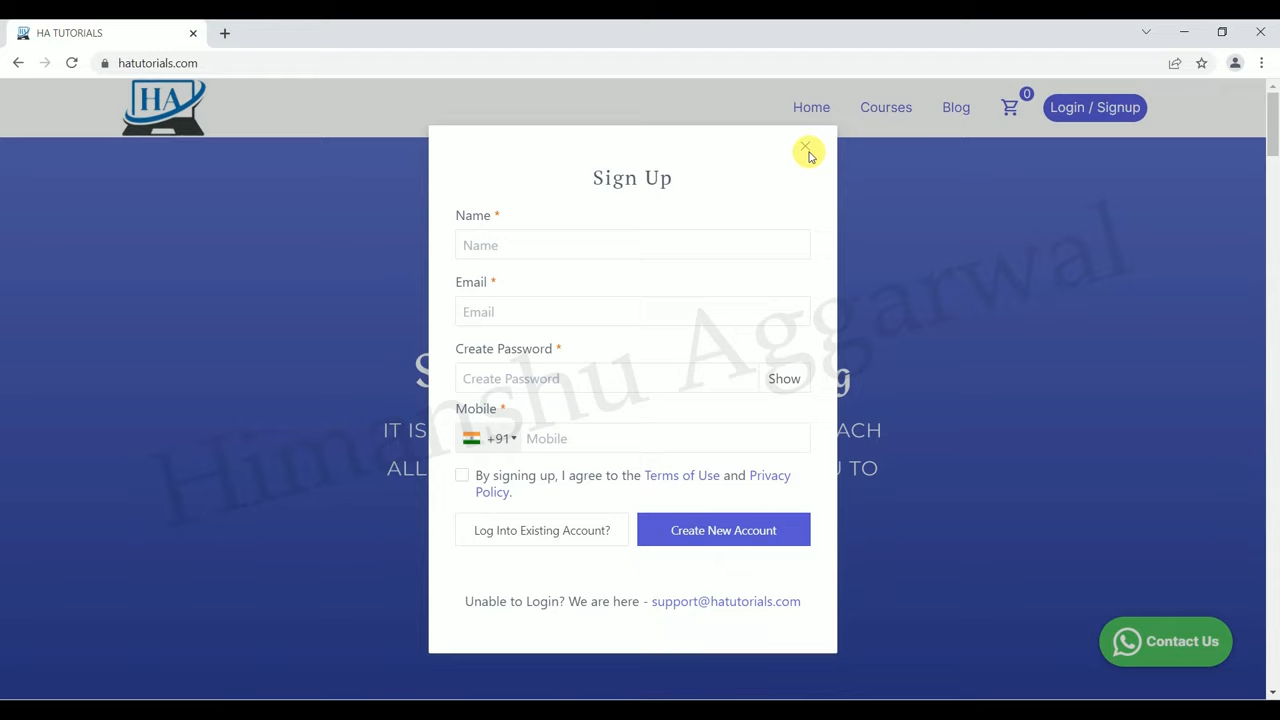 HA TUTORIALS
hatutorials.com
HA
Home
Courses
Blog
0
Login / Signup
Sign Up
Name *
Name
Email *
Email
Create Password *
Create Password
Show
Mobile *
+91
Mobile
By signing up, I agree to the Terms of Use and Privacy
Policy.
Log Into Existing Account?
Create New Account
Unable to Login? We are here - support@hatutorials.com
Himanshu Aggarwal
S
g
IT IS
ACH
ALL
TO
Contact Us